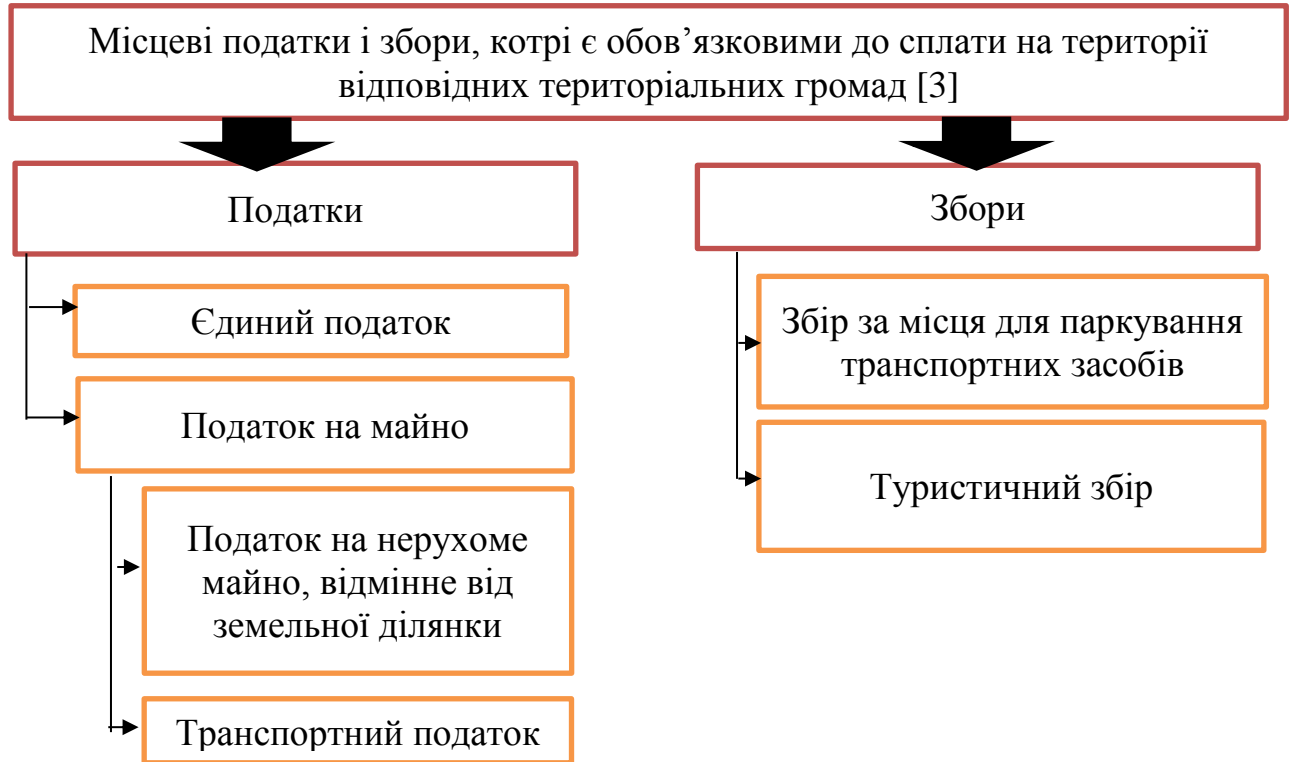 Місцеві податки і збори, котрі є обов’язковими до сплати на території
відповідних територіальних громад [3]
Податки
Єдиний податок
Податок на майно
Податок на нерухоме
майно, відмінне від
земельної ділянки
Транспортний податок
Збори
Збір за місця для паркування
транспортних засобів
Туристичний збір